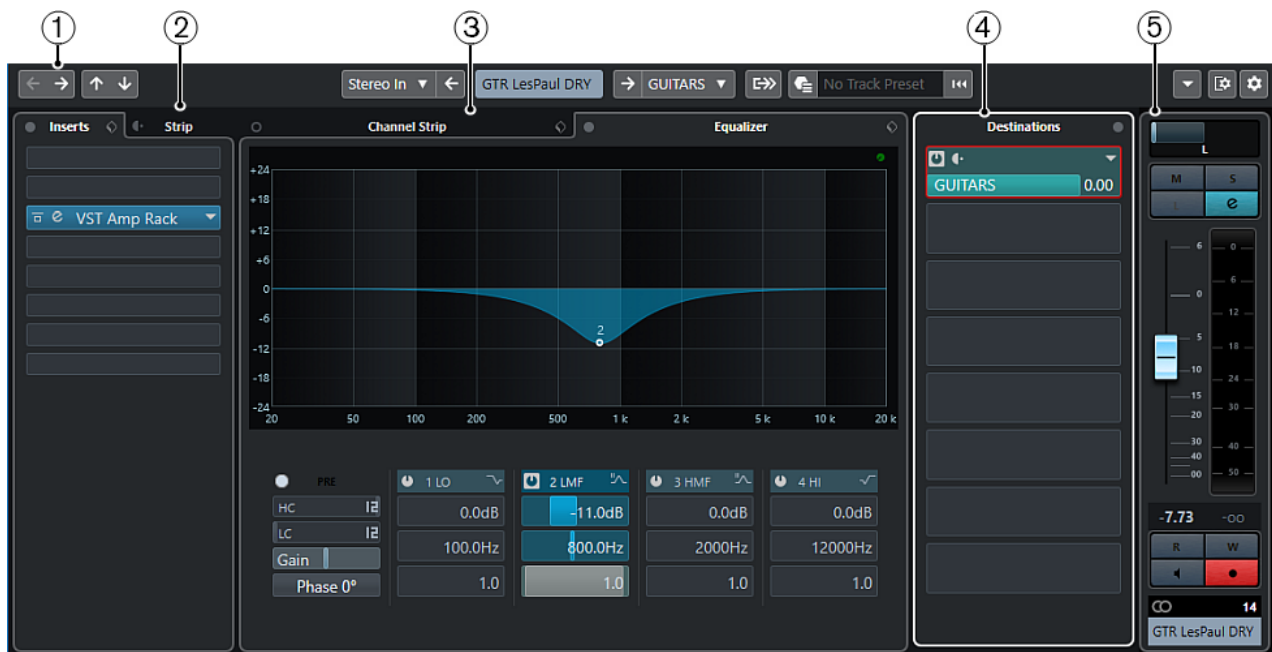 1 2 3 4 5
Stereo In GTR LesPaul DRY GUITARS No Track Preset
Inserts Strip Channel Strip Equalizer Destinations
L
M S
L e
VST Amp Rack
GUITARS 0.00
+24
+18
+12
+6
0
-6
-12
-18
-24
2
20 50 100 200 500 1 k 2 k 5 k 10 k 20 k
6
0
5
10
15
20
30
40
00
0
6
12
18
24
30
40
50
PRE 1 LO 2 LMF 3 HMF 4 HI
HC 12 0.0dB -11.0dB 0.0dB 0.0dB
LC 12 100.0Hz 800.0Hz 2000Hz 12000Hz
Gain
Phase 0° 1.0 1.0 1.0 1.0
-7.73 -oo
R W
14
GTR LesPaul DRY